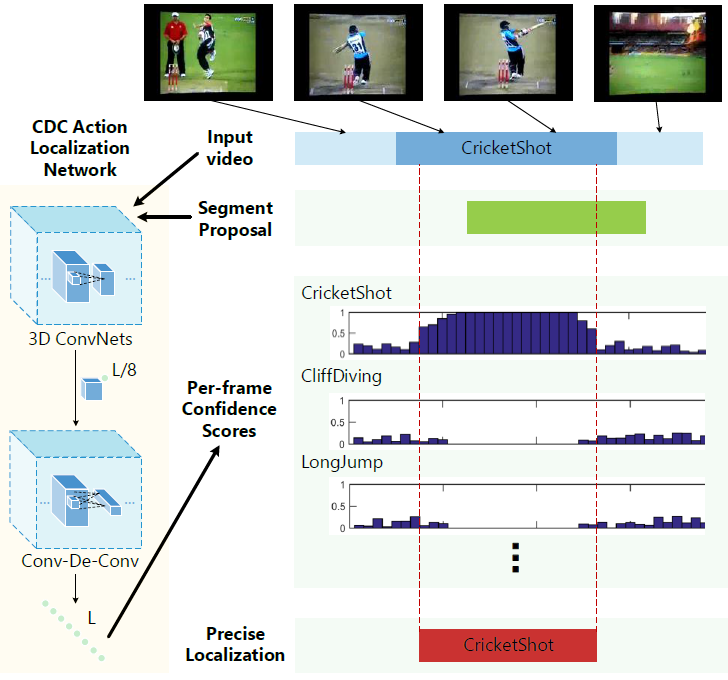 CDC Action
Localization
Network
Input
video
CricketShot
Segment
Proposal
3D ConvNets
L/8
Conv-De-Conv
L
Per-frame
Confidence
Scores
CricketShot
1
0.5
0
CliffDiving
1
0.5
0
LongJump
1
0.5
0
Precise
Localization
CricketShot